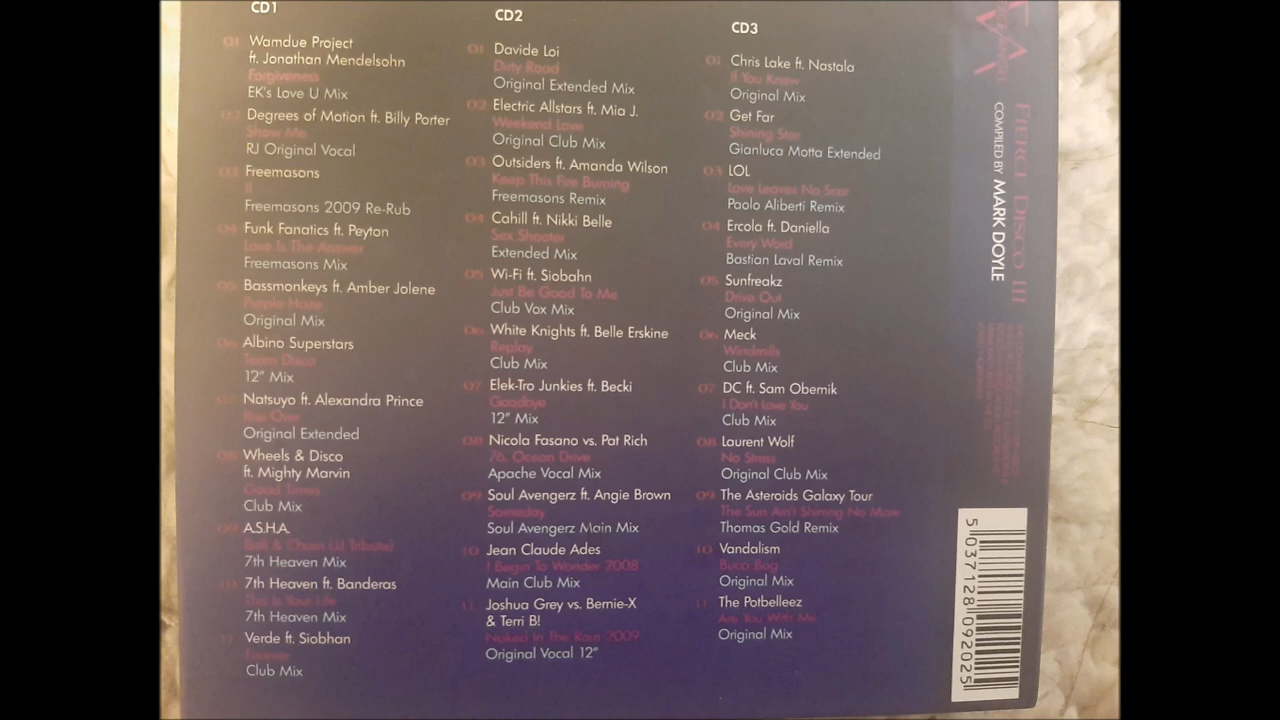 CD1
01 Wamdue Project
ft. Jonathan Mendelsohn
Forgiveness
EK's Love U Mix
02 Degrees of Motion ft. Billy Porter
Show Me
RJ Original Vocal
03 Freemasons
If
Freemasons 2009 Re-Rub
04 Funk Fanatics ft. Peyton
Love Is The Answer
Freemasons Mix
05 Bassmonkeys ft. Amber Jolene
Purple Haze
Original Mix
06 Albino Superstars
Team Disco
12" Mix
07 Natsuyo ft. Alexandra Prince
Rise Over
Original Extended
08 Wheels & Disco
ft. Mighty Marvin
Good Times
Club Mix
09 A.S.H.A.
Ball & Chain (JJ Tribute)
7th Heaven Mix
10 7th Heaven ft. Banderas
This Is Your Life
7th Heaven Mix
11 Verde ft. Siobhan
Forever
Club Mix
CD2
01 Davide Loi
Dirty Road
Original Extended Mix
02 Electric Allstars ft. Mia J.
Weekend Love
Original Club Mix
03 Outsiders ft. Amanda Wilson
Keep This Fire Burning
Freemasons Remix
04 Cahill ft. Nikki Belle
Sex Shooter
Extended Mix
05 Wi-Fi ft. Siobahn
Just Be Good To Me
Club Vox Mix
06 White Knights ft. Belle Erskine
Replay
Club Mix
07 Elek-Tro Junkies ft. Becki
Goodbye
12" Mix
08 Nicola Fasano vs. Pat Rich
76, Ocean Drive
Apache Vocal Mix
09 Soul Avengerz ft. Angie Brown
Someday
Soul Avengerz Main Mix
10 Jean Claude Ades
I Begin To Wonder 2008
Main Club Mix
11 Joshua Grey vs. Bernie-X
& Terri B!
Naked In The Rain 2009
Original Vocal 12"
CD3
01 Chris Lake ft. Nastala
If You Knew
Original Mix
02 Get Far
Shining Star
Gianluca Motta Extended
03 LOL
Love Leaves No Scar
Paolo Aliberti Remix
04 Ercola ft. Daniella
Every Word
Bastian Laval Remix
05 Sunfreakz
Drive Out
Original Mix
06 Meck
Windmills
Club Mix
07 DC ft. Sam Obernik
I Don't Love You
Club Mix
08 Laurent Wolf
No Stress
Original Club Mix
09 The Asteroids Galaxy Tour
The Sun Ain't Shining No More
Thomas Gold Remix
10 Vandalism
Buco Bag
Original Mix
11 The Potbelleez
Are You With Me
Original Mix
FIERCE DISCO III
COMPILED BY MARK DOYLE
5 037128 092025